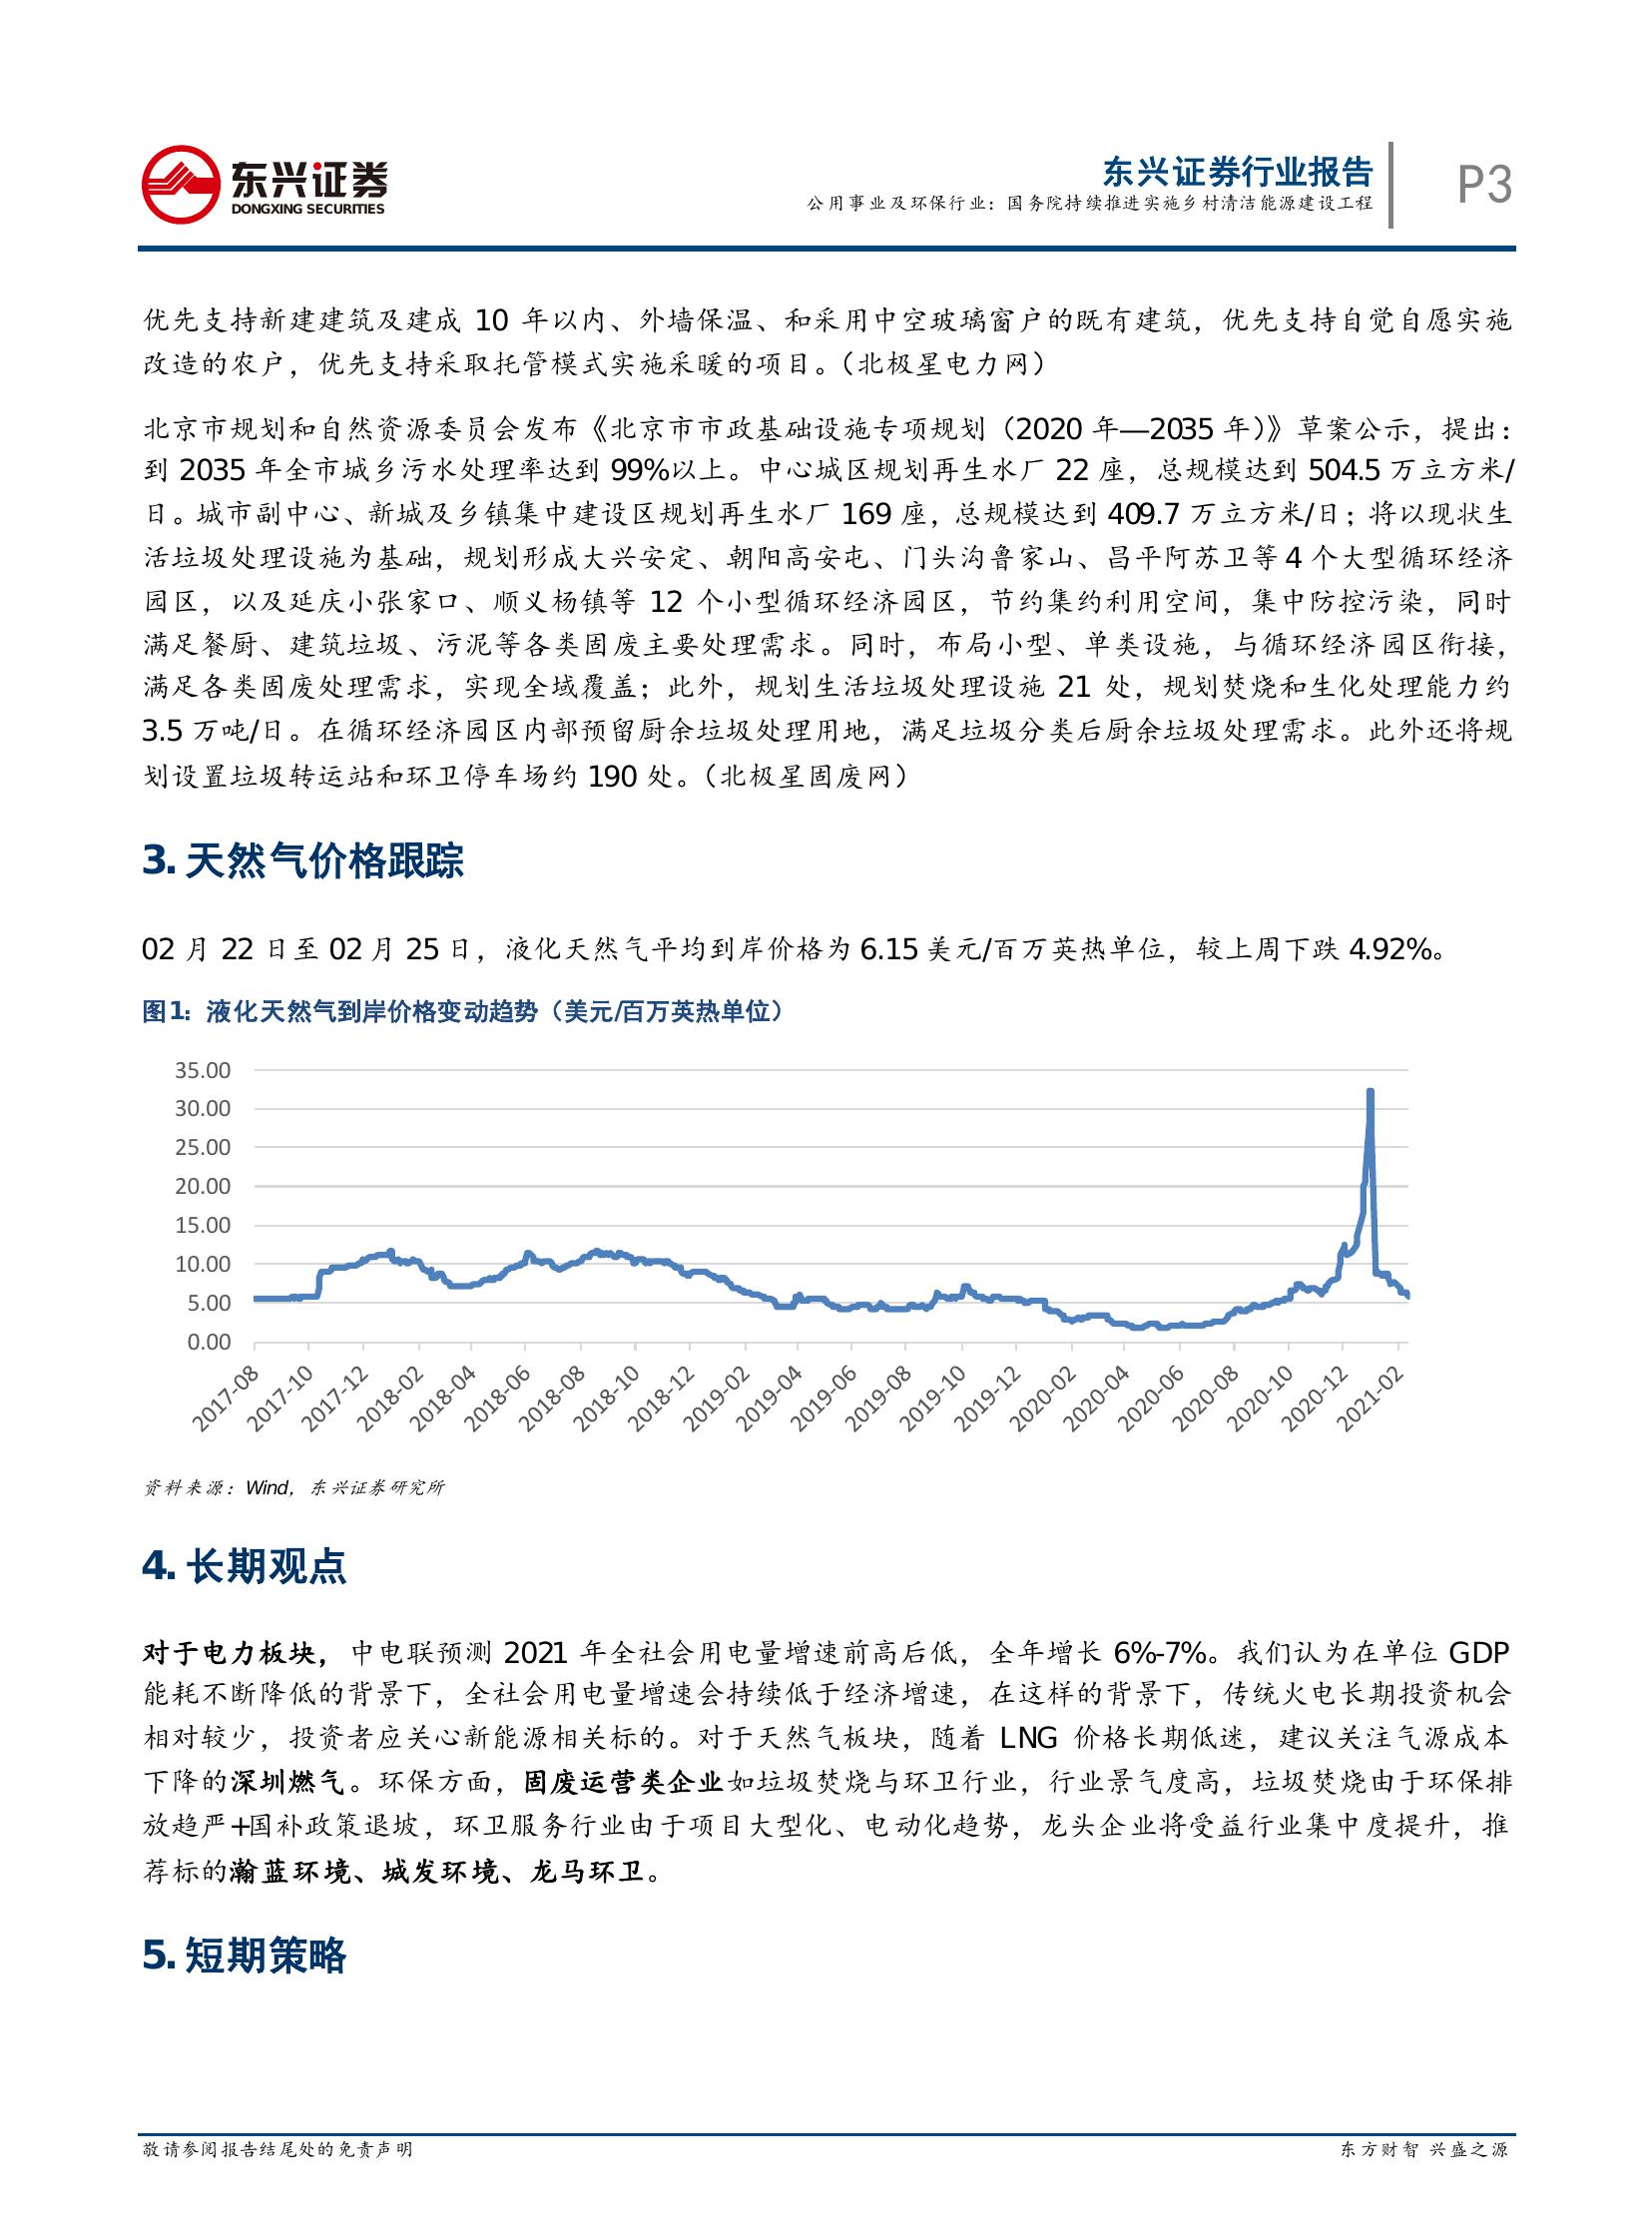 东兴证券
DONGXING SECURITIES
东兴证券行业报告
公用事业及环保行业：国务院持续推进实施乡村清洁能源建设工程
P3
优先支持新建建筑及建成 10 年以内、外墙保温、和采用中空玻璃窗户的既有建筑，优先支持自觉自愿实施
改造的农户，优先支持采取托管模式实施采暖的项目。（北极星电力网）
北京市规划和自然资源委员会发布《北京市市政基础设施专项规划（2020 年—2035 年）》草案公示，提出：
到 2035 年全市城乡污水处理率达到 99%以上。中心城区规划再生水厂 22 座，总规模达到 504.5 万立方米/
日。城市副中心、新城及乡镇集中建设区规划再生水厂 169 座，总规模达到 409.7 万立方米/日；将以现状生
活垃圾处理设施为基础，规划形成大兴安定、朝阳高安屯、门头沟鲁家山、昌平阿苏卫等 4 个大型循环经济
园区，以及延庆小张家口、顺义杨镇等 12 个小型循环经济园区，节约集约利用空间，集中防控污染，同时
满足餐厨、建筑垃圾、污泥等各类固废主要处理需求。同时，布局小型、单类设施，与循环经济园区衔接，
满足各类固废处理需求，实现全域覆盖；此外，规划生活垃圾处理设施 21 处，规划焚烧和生化处理能力约
3.5 万吨/日。在循环经济园区内部预留厨余垃圾处理用地，满足垃圾分类后厨余垃圾处理需求。此外还将规
划设置垃圾转运站和环卫停车场约 190 处。（北极星固废网）
3. 天然气价格跟踪
02 月 22 日至 02 月 25 日，液化天然气平均到岸价格为 6.15 美元/百万英热单位，较上周下跌 4.92%。
图1：液化天然气到岸价格变动趋势（美元/百万英热单位）
35.00
30.00
25.00
20.00
15.00
10.00
5.00
0.00
2017-08
2017-10
2017-12
2018-02
2018-04
2018-06
2018-08
2018-10
2018-12
2019-02
2019-04
2019-06
2019-08
2019-10
2019-12
2020-02
2020-04
2020-06
2020-08
2020-10
2020-12
2021-02
资料来源：Wind，东兴证券研究所
4. 长期观点
对于电力板块，中电联预测 2021 年全社会用电量增速前高后低，全年增长 6%-7%。我们认为在单位 GDP
能耗不断降低的背景下，全社会用电量增速会持续低于经济增速，在这样的背景下，传统火电长期投资机会
相对较少，投资者应关心新能源相关标的。对于天然气板块，随着 LNG 价格长期低迷，建议关注气源成本
下降的深圳燃气。环保方面，固废运营类企业如垃圾焚烧与环卫行业，行业景气度高，垃圾焚烧由于环保排
放趋严+国补政策退坡，环卫服务行业由于项目大型化、电动化趋势，龙头企业将受益行业集中度提升，推
荐标的瀚蓝环境、城发环境、龙马环卫。
5. 短期策略
敬请参阅报告结尾处的免责声明
东方财智 兴盛之源